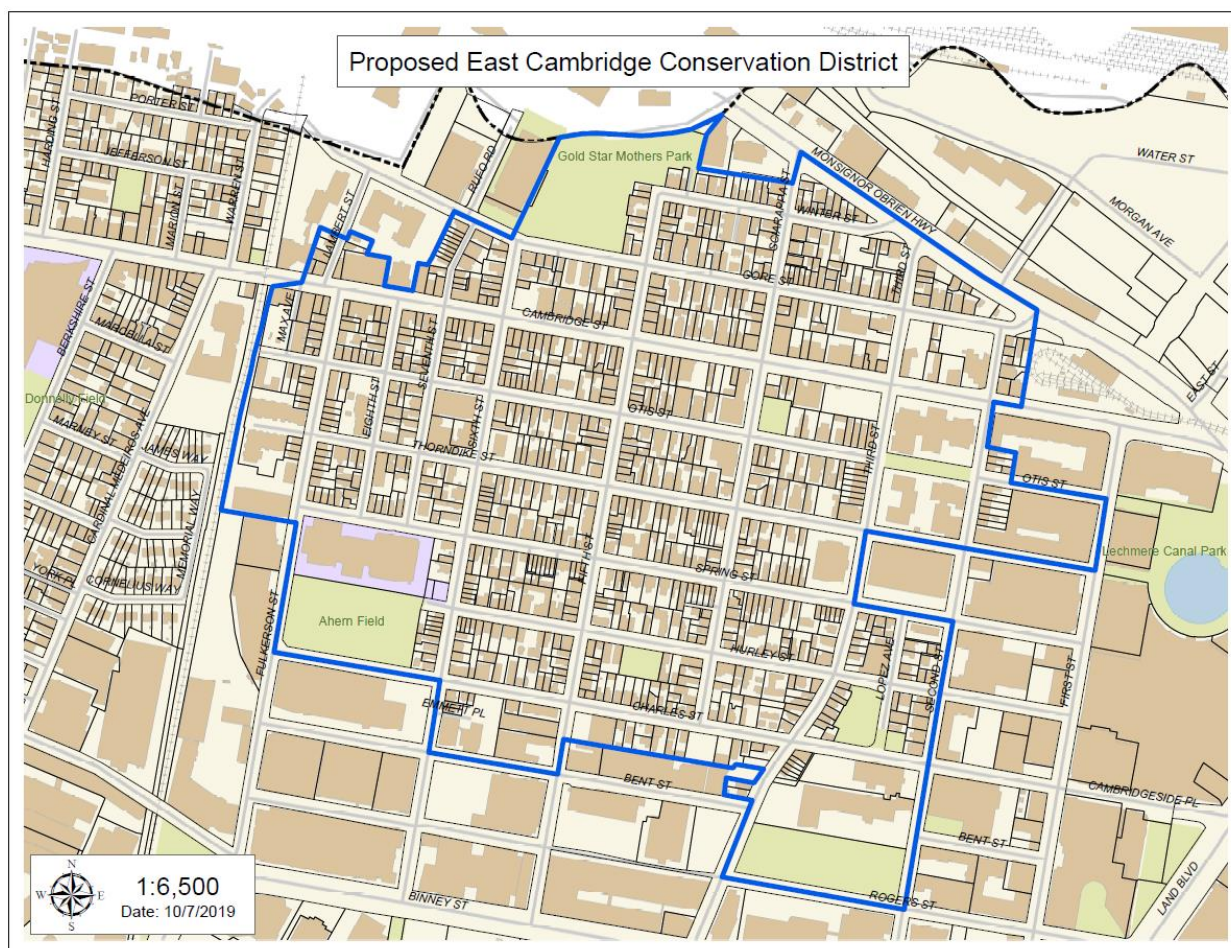 Proposed East Cambridge Conservation District
PORTER ST
HARDING ST
JEFFERSON ST
WARREN ST
MARION ST
LAMBERT ST
RUFO RD
Gold Star Mothers Park
SCIARAPPA ST
MONSIGNOR OBRIEN HWY
WATER ST
MORGAN AVE
WINTER ST
THIRD ST
GORE ST
BERKSHIRE ST
MARCELLA ST
MAY AVE
CAMBRIDGE ST
EAST ST
SEVENTH ST
EIGHTH ST
SIXTH ST
OTIS ST
THORNDIKE ST
THIRD ST
OTIS ST
Donnelly Field
MARNEY ST
JAMES WAY
CARDINAL MEDEIROS AVE
MEMORIAL WAY
YORK PL
CORNELIUS WAY
FIFTH ST
SPRING ST
Lechmere Canal Park
Ahern Field
FULKERSON ST
HURLEY ST
LOPEZ AVE
SECOND ST
FIRST ST
EMMETT PL
CHARLES ST
BENT ST
CAMBRIDGESIDE PL
BENT ST
LAND BLVD
BINNEY ST
ROGERS ST
N
W E
S
1:6,500
Date: 10/7/2019